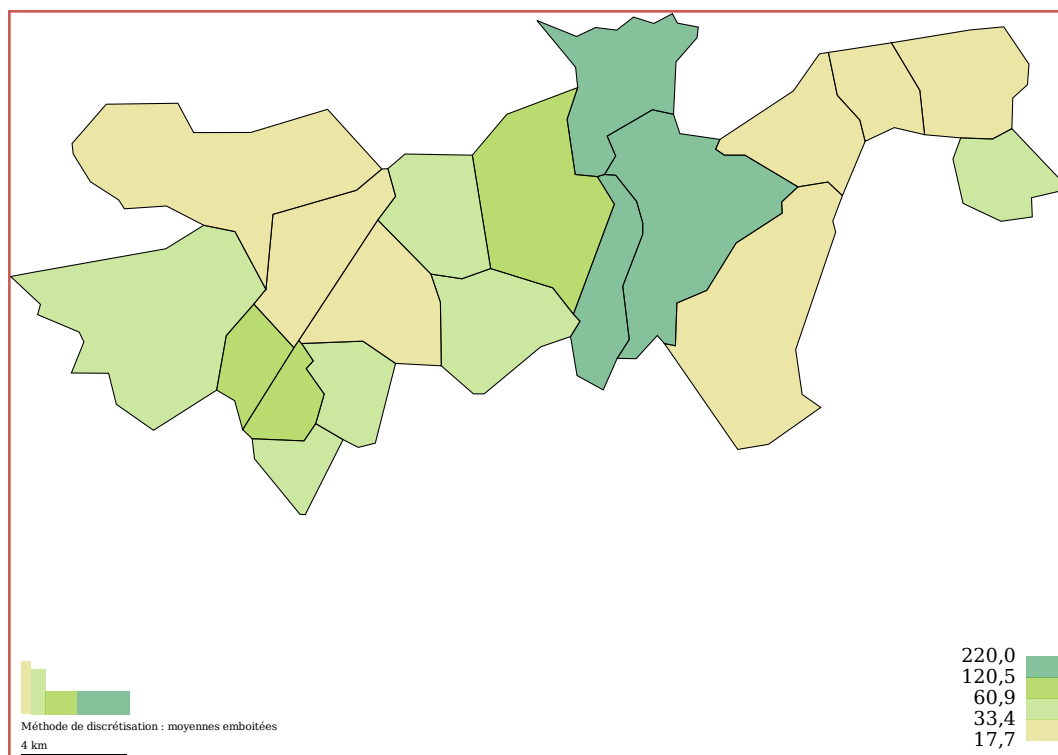 220,0
120,5
60,9
33,4
17,7
Méthode de discrétisation : moyennes emboitées
4 km